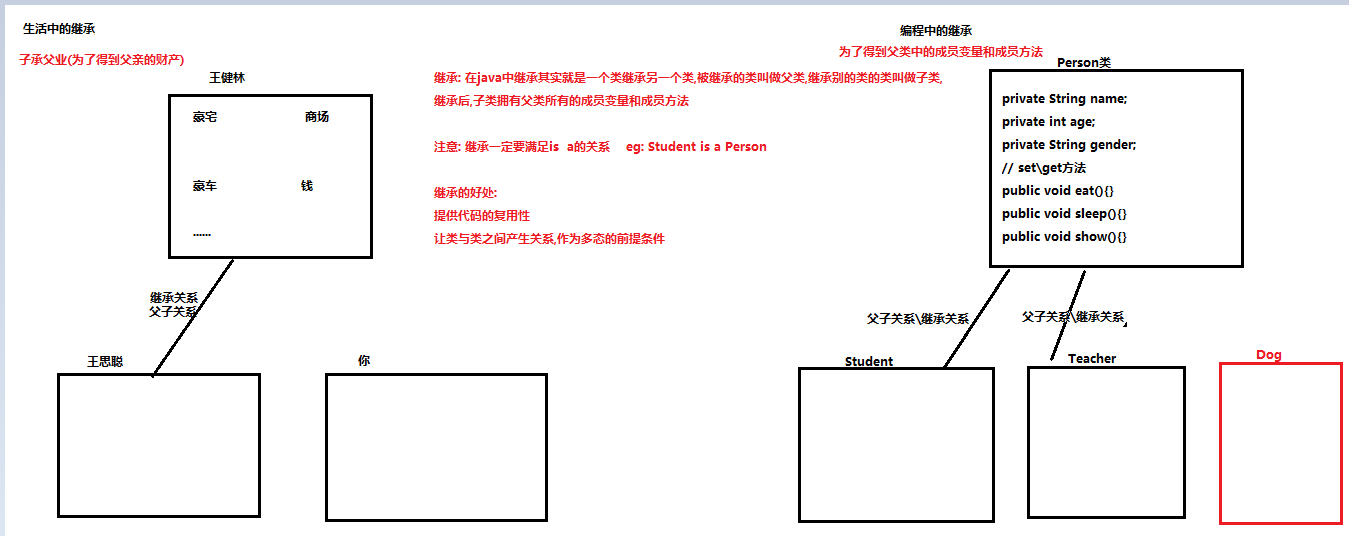 生活中的继承
子承父业(为了得到父亲的财产)
王健林
豪宅 商场
豪车 钱
......
继承关系
父子关系
王思聪
你
继承: 在java中继承其实就是一个类继承另一个类,被继承的类叫做父类,继承别的类的类叫做子类,
继承后,子类拥有父类所有的成员变量和成员方法
注意: 继承一定要满足is a的关系 eg: Student is a Person
继承的好处:
提供代码的复用性
让类与类之间产生关系,作为多态的前提条件
编程中的继承
为了得到父类中的成员变量和成员方法
Person类
private String name;
private int age;
private String gender;
// set\get方法
public void eat(){}
public void sleep(){}
public void show(){}
父子关系\继承关系
父子关系\继承关系
Student
Teacher
Dog